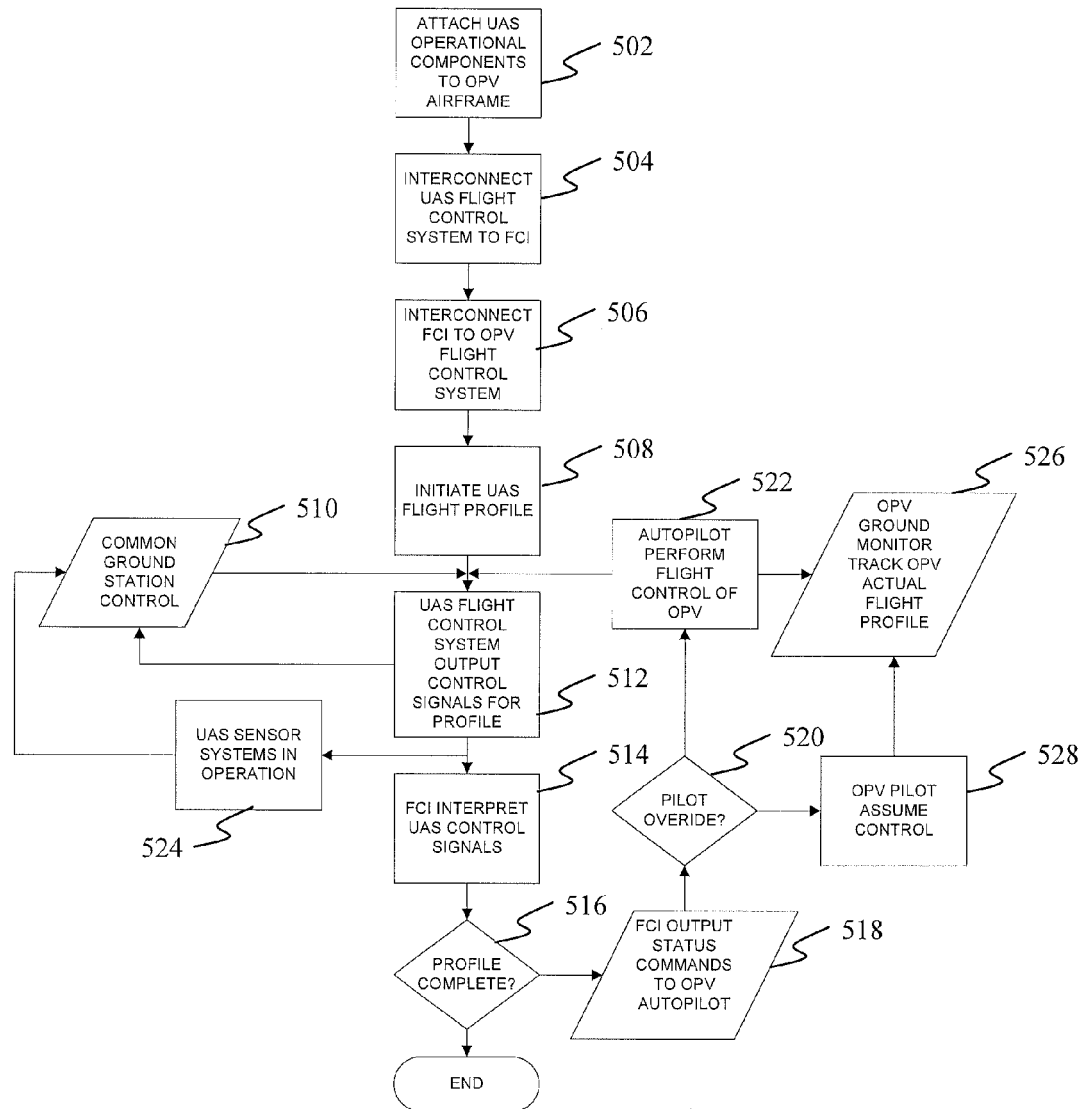 ATTACH UAS
OPERATIONAL
COMPONENTS
TO OPV
AIRFRAME
502
INTERCONNECT
UAS FLIGHT
CONTROL
SYSTEM TO FCI
504
INTERCONNECT
FCI TO OPV
FLIGHT
CONTROL
SYSTEM
506
INITIATE UAS
FLIGHT PROFILE
508
COMMON
GROUND
STATION
CONTROL
510
AUTOPILOT
PERFORM
FLIGHT
CONTROL OF
OPV
522
OPV
GROUND
MONITOR
TRACK OPV
ACTUAL
FLIGHT
PROFILE
526
UAS FLIGHT
CONTROL
SYSTEM
OUTPUT
CONTROL
SIGNALS FOR
PROFILE
512
UAS SENSOR
SYSTEMS IN
OPERATION
524
FCI INTERPRET
UAS CONTROL
SIGNALS
514
PILOT
OVERIDE?
520
OPV PILOT
ASSUME
CONTROL
528
PROFILE
COMPLETE?
516
FCI OUTPUT
STATUS
COMMANDS
TO OPV
AUTOPILOT
518
END